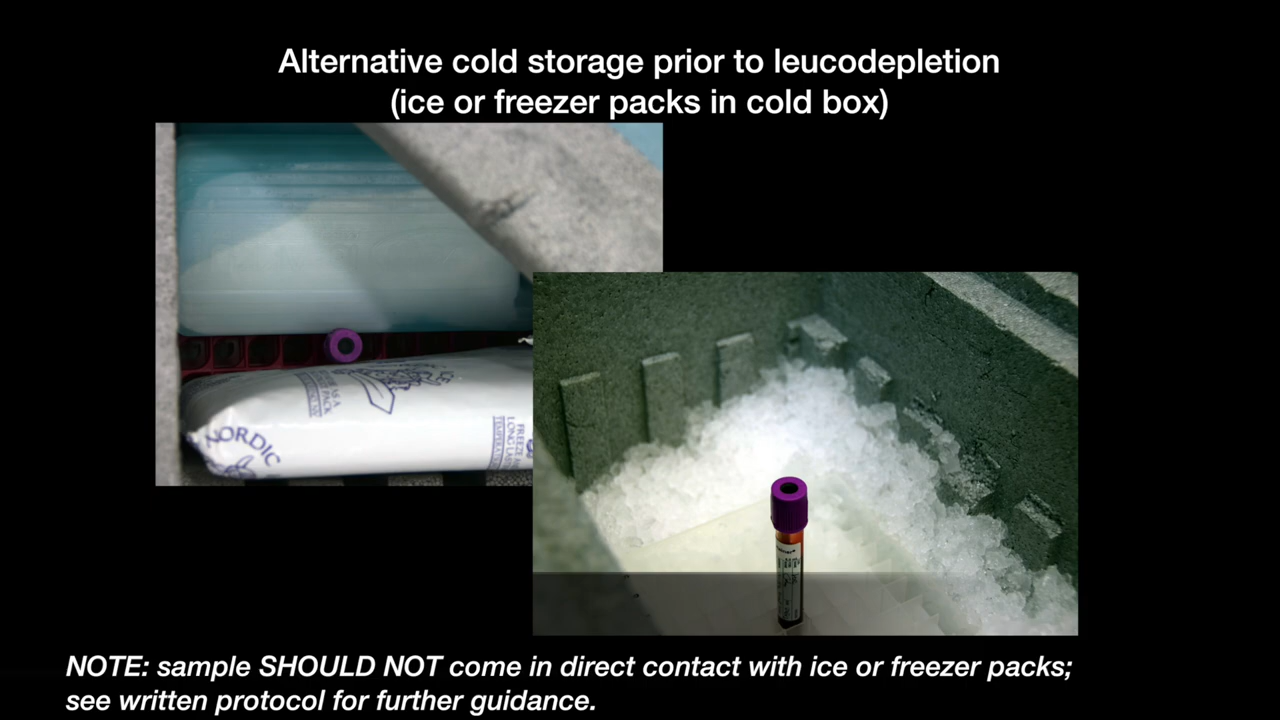 Alternative cold storage prior to leucodepletion
(ice or freezer packs in cold box)
NORDIC
NOTE: sample SHOULD NOT come in direct contact with ice or freezer packs;
see written protocol for further guidance.